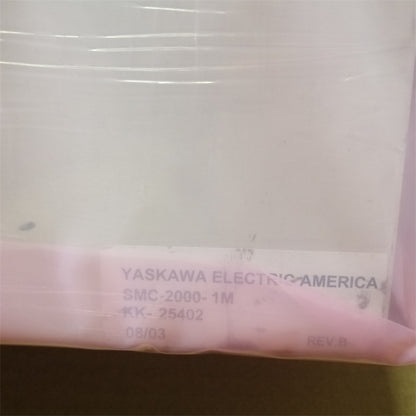 YASKAWA ELECTRIC AMERICA
SMC-2000-1M
KK-25402
08/03
REV B